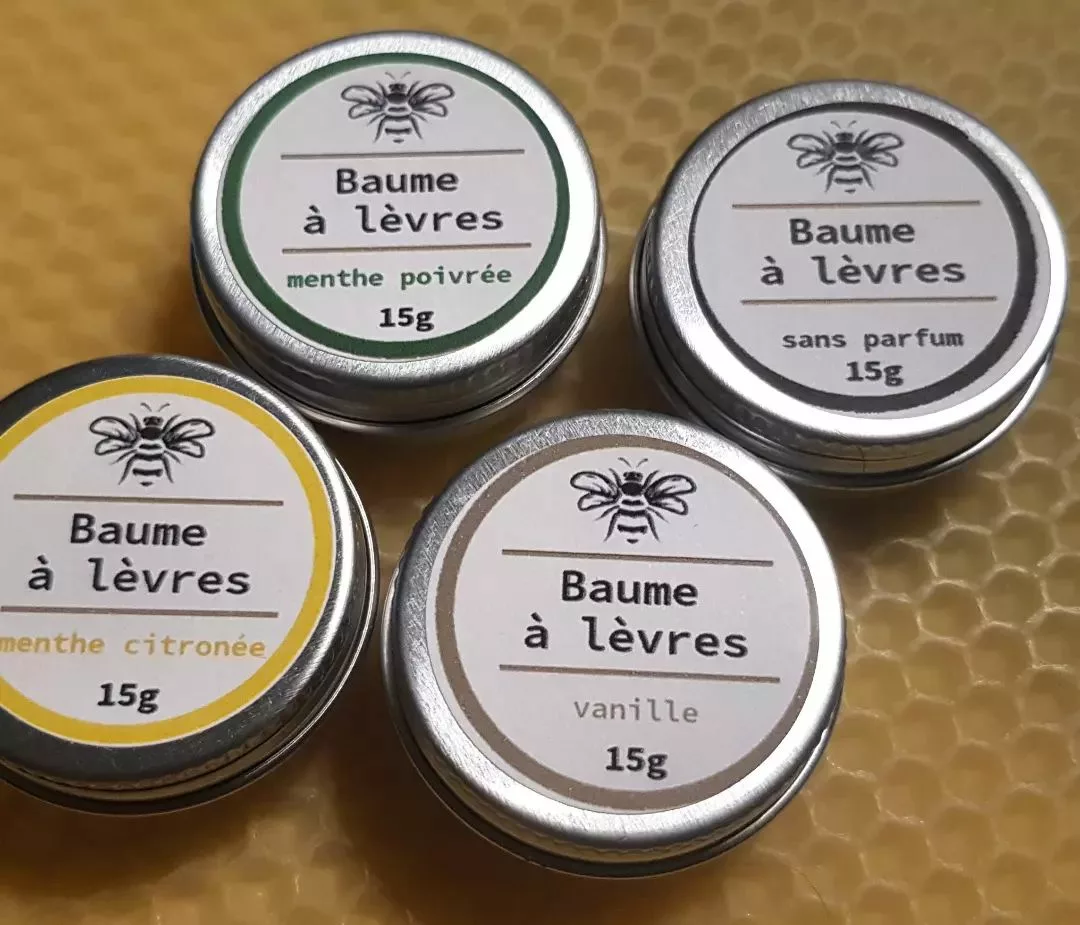 Baume
à lèvres
menthe poivrée
15g
Baume
à lèvres
sans parfum
15g
Baume
à lèvres
menthe citronée
15g
Baume
à lèvres
vanille
15g